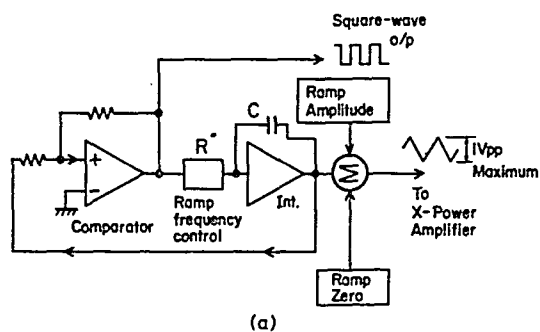 Square-wave
o/p
Ramp
Amplitude
C
R"
+
-
Comparator
Ramp
frequency
control
Int.
M
1Vpp
Maximum
To
X-Power
Amplifier
Ramp
Zero
(a)